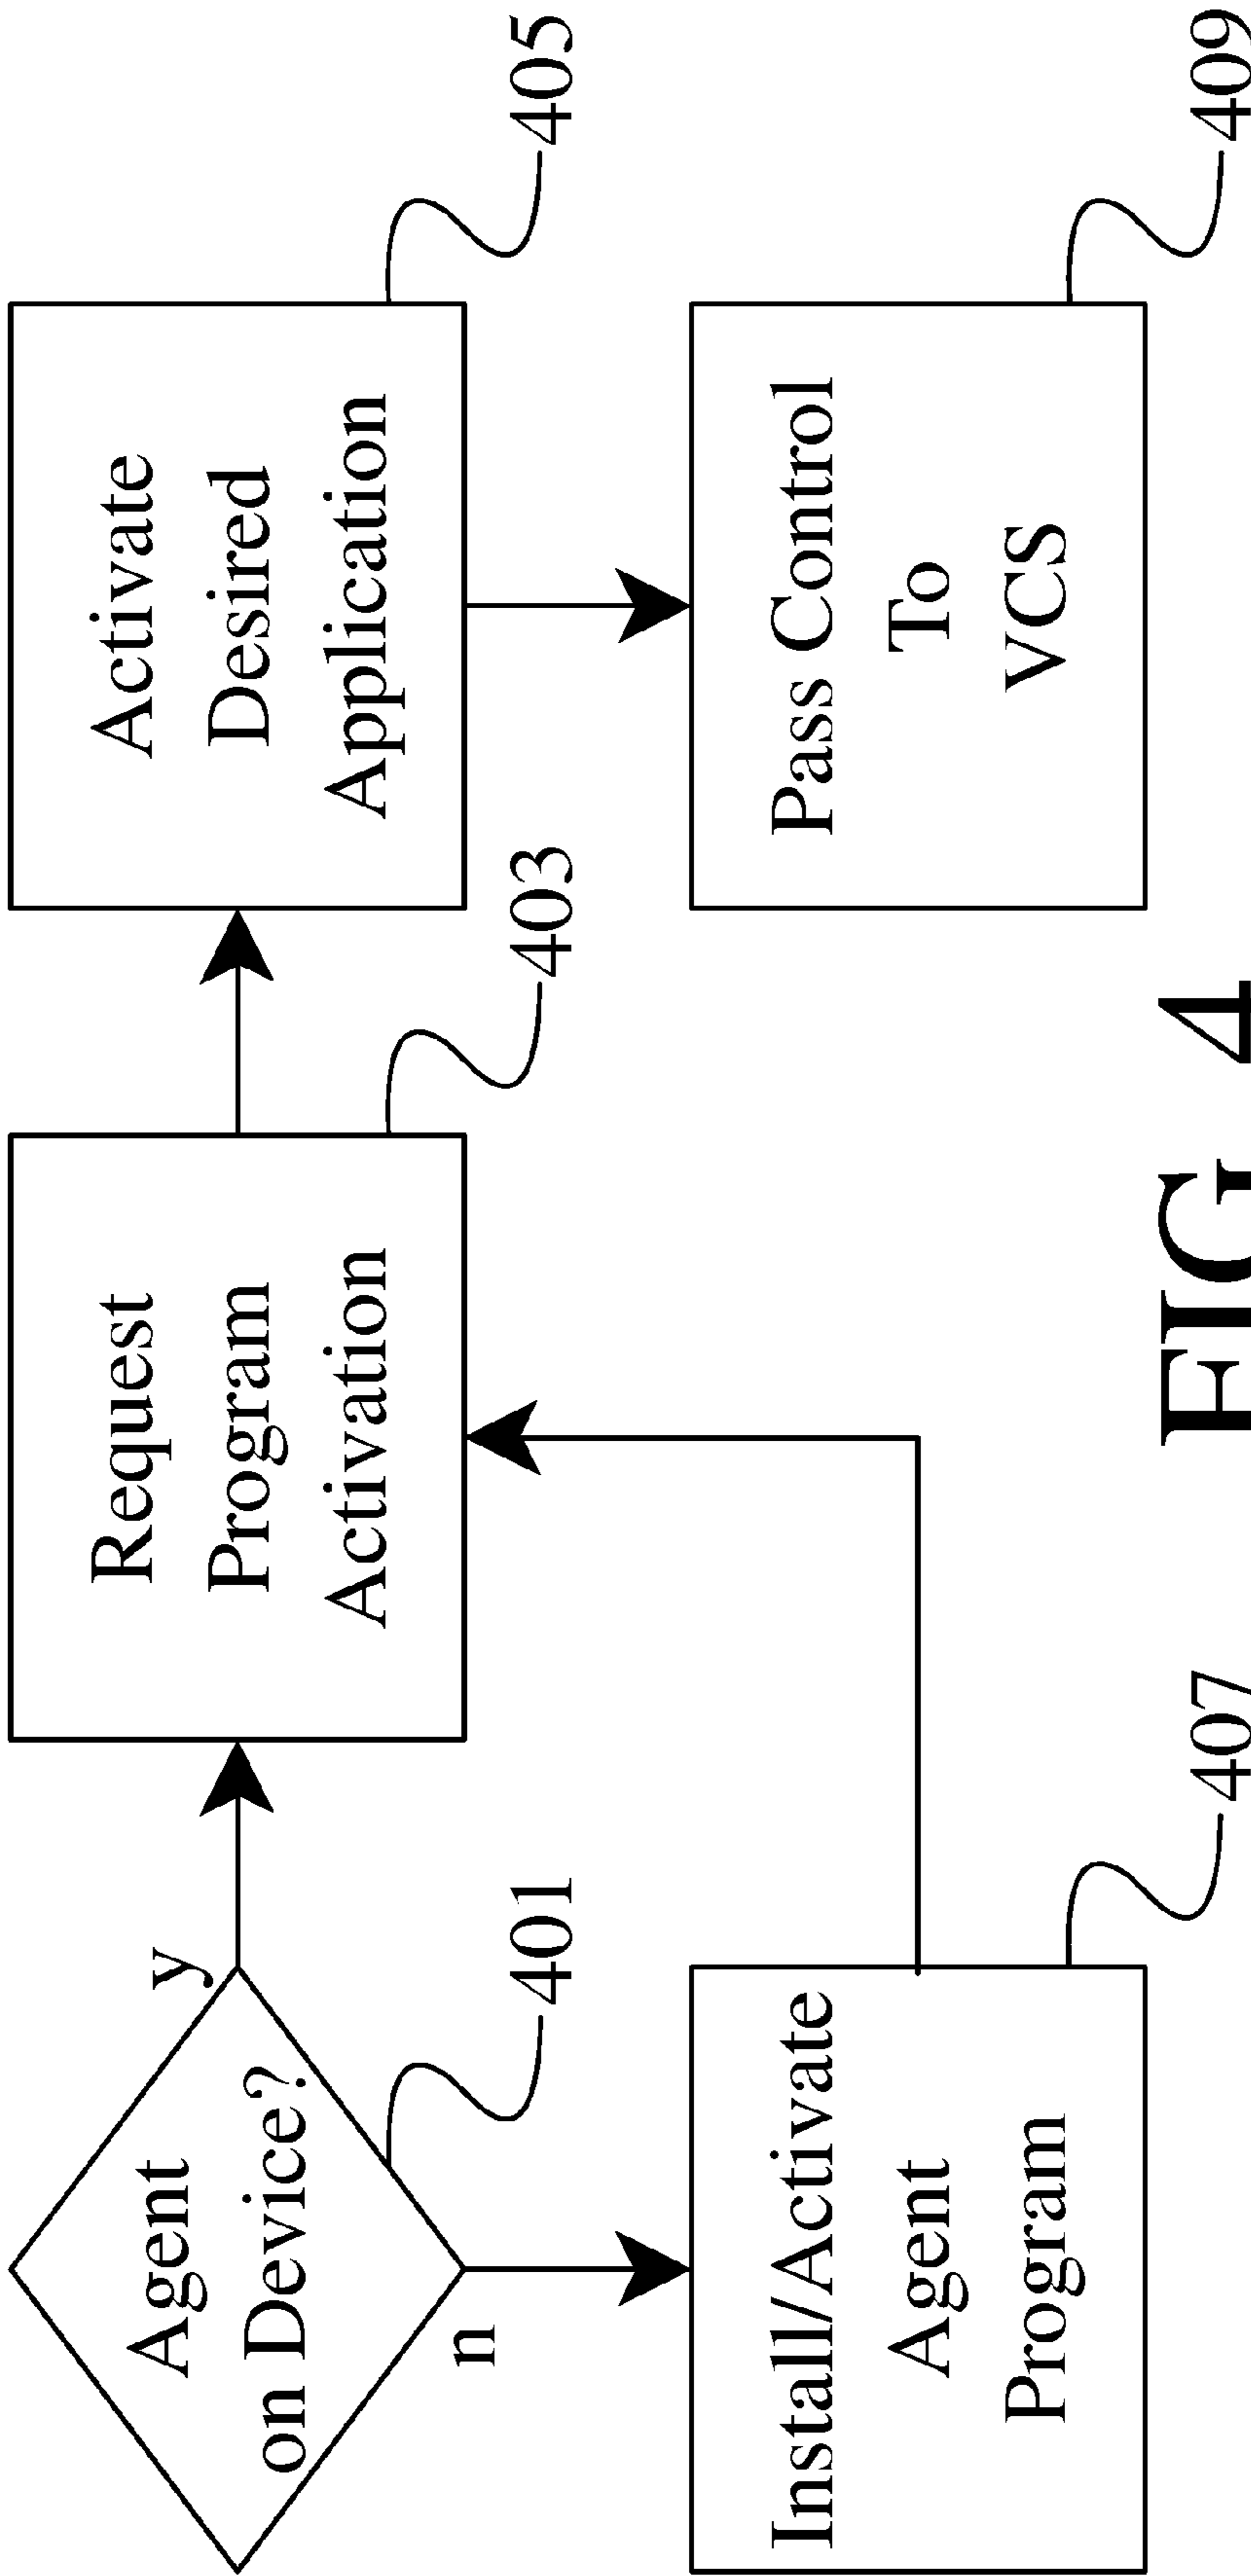 Agent
on Device?
y
n
401
Request
Program
Activation
403
Activate
Desired
Application
405
Install/Activate
Agent
Program
407
Pass Control
To
VCS
409
FIG 4